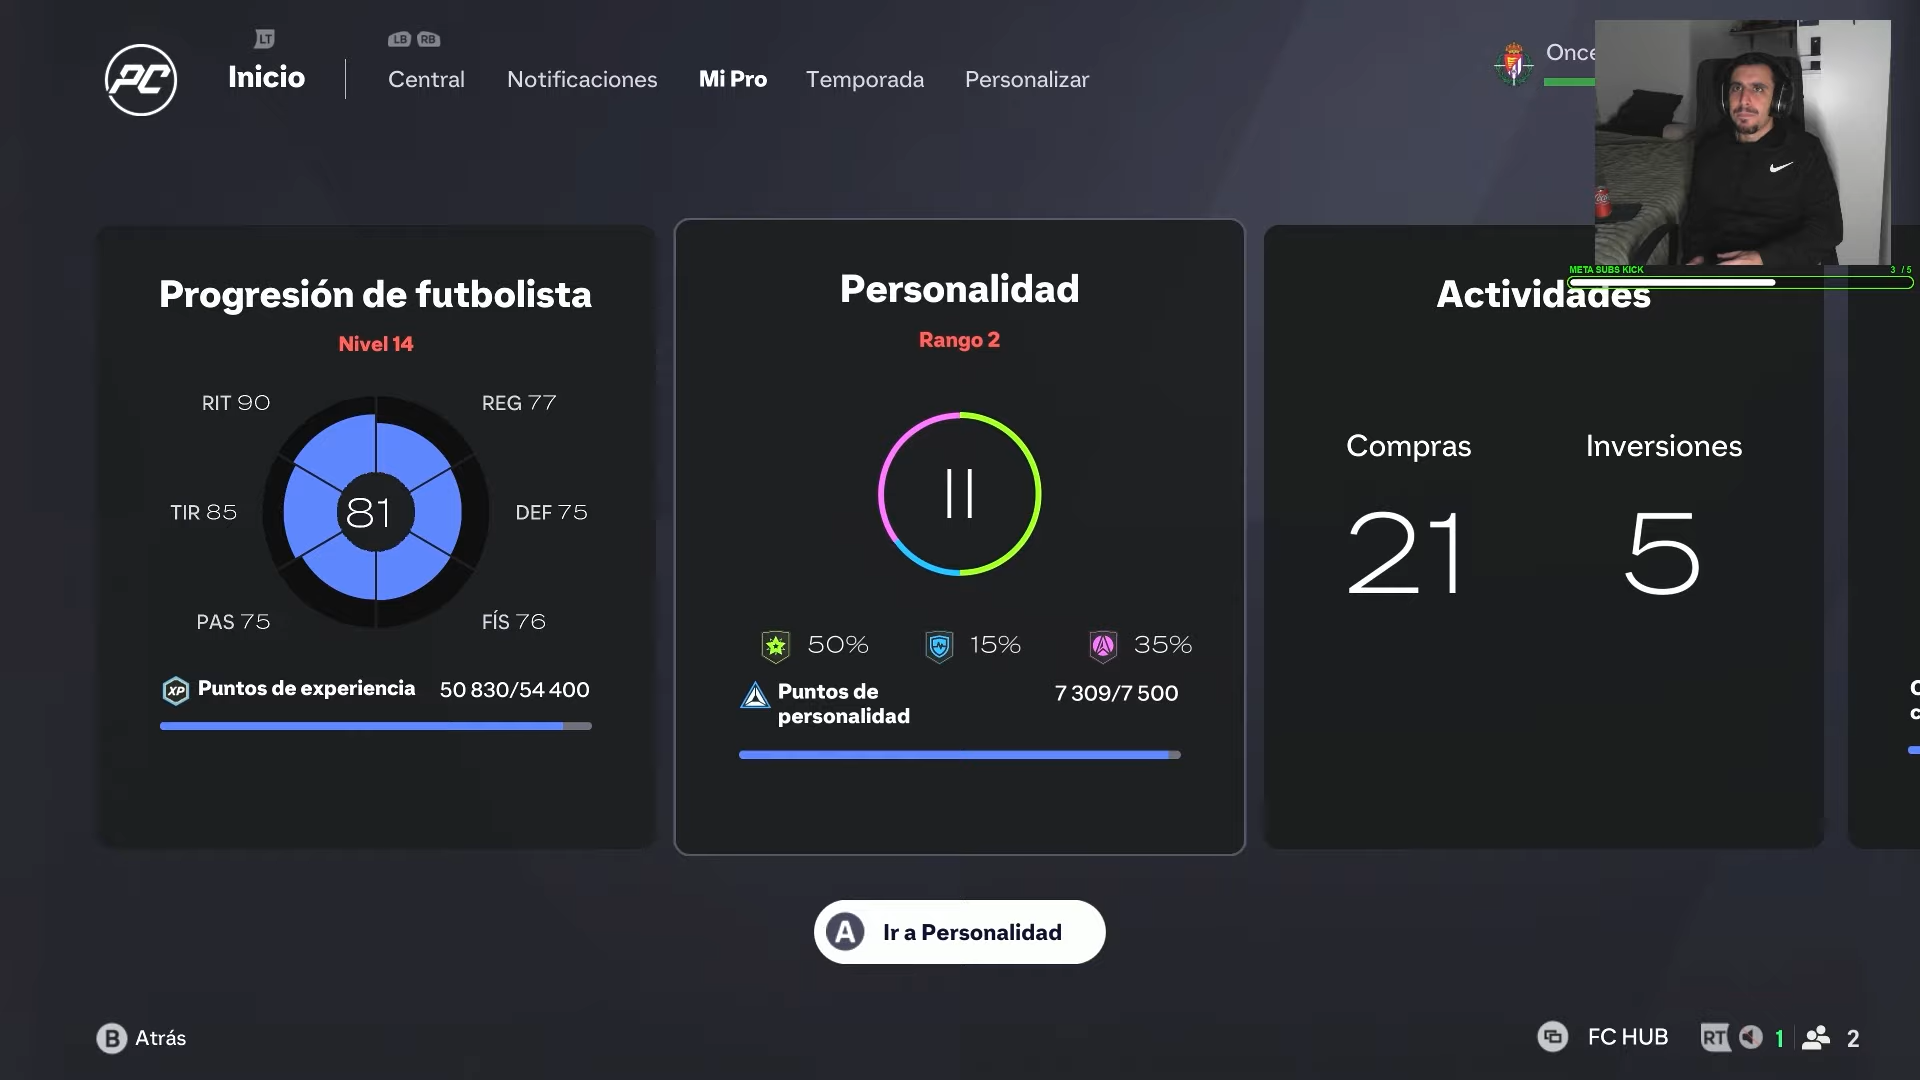 LT
LB RB
PC
Inicio
Central
Notificaciones
Mi Pro
Temporada
Personalizar
Once
META SUBS KICK
3 / 5
Progresión de futbolista
Nivel 14
RIT 90
REG 77
TIR 85
81
DEF 75
PAS 75
FÍS 76
XP Puntos de experiencia 50 830/54 400
Personalidad
Rango 2
50% 15% 35%
Puntos de
personalidad
7 309/7 500
Actividades
Compras Inversiones
21 5
A Ir a Personalidad
B Atrás
FC HUB RT 1 2